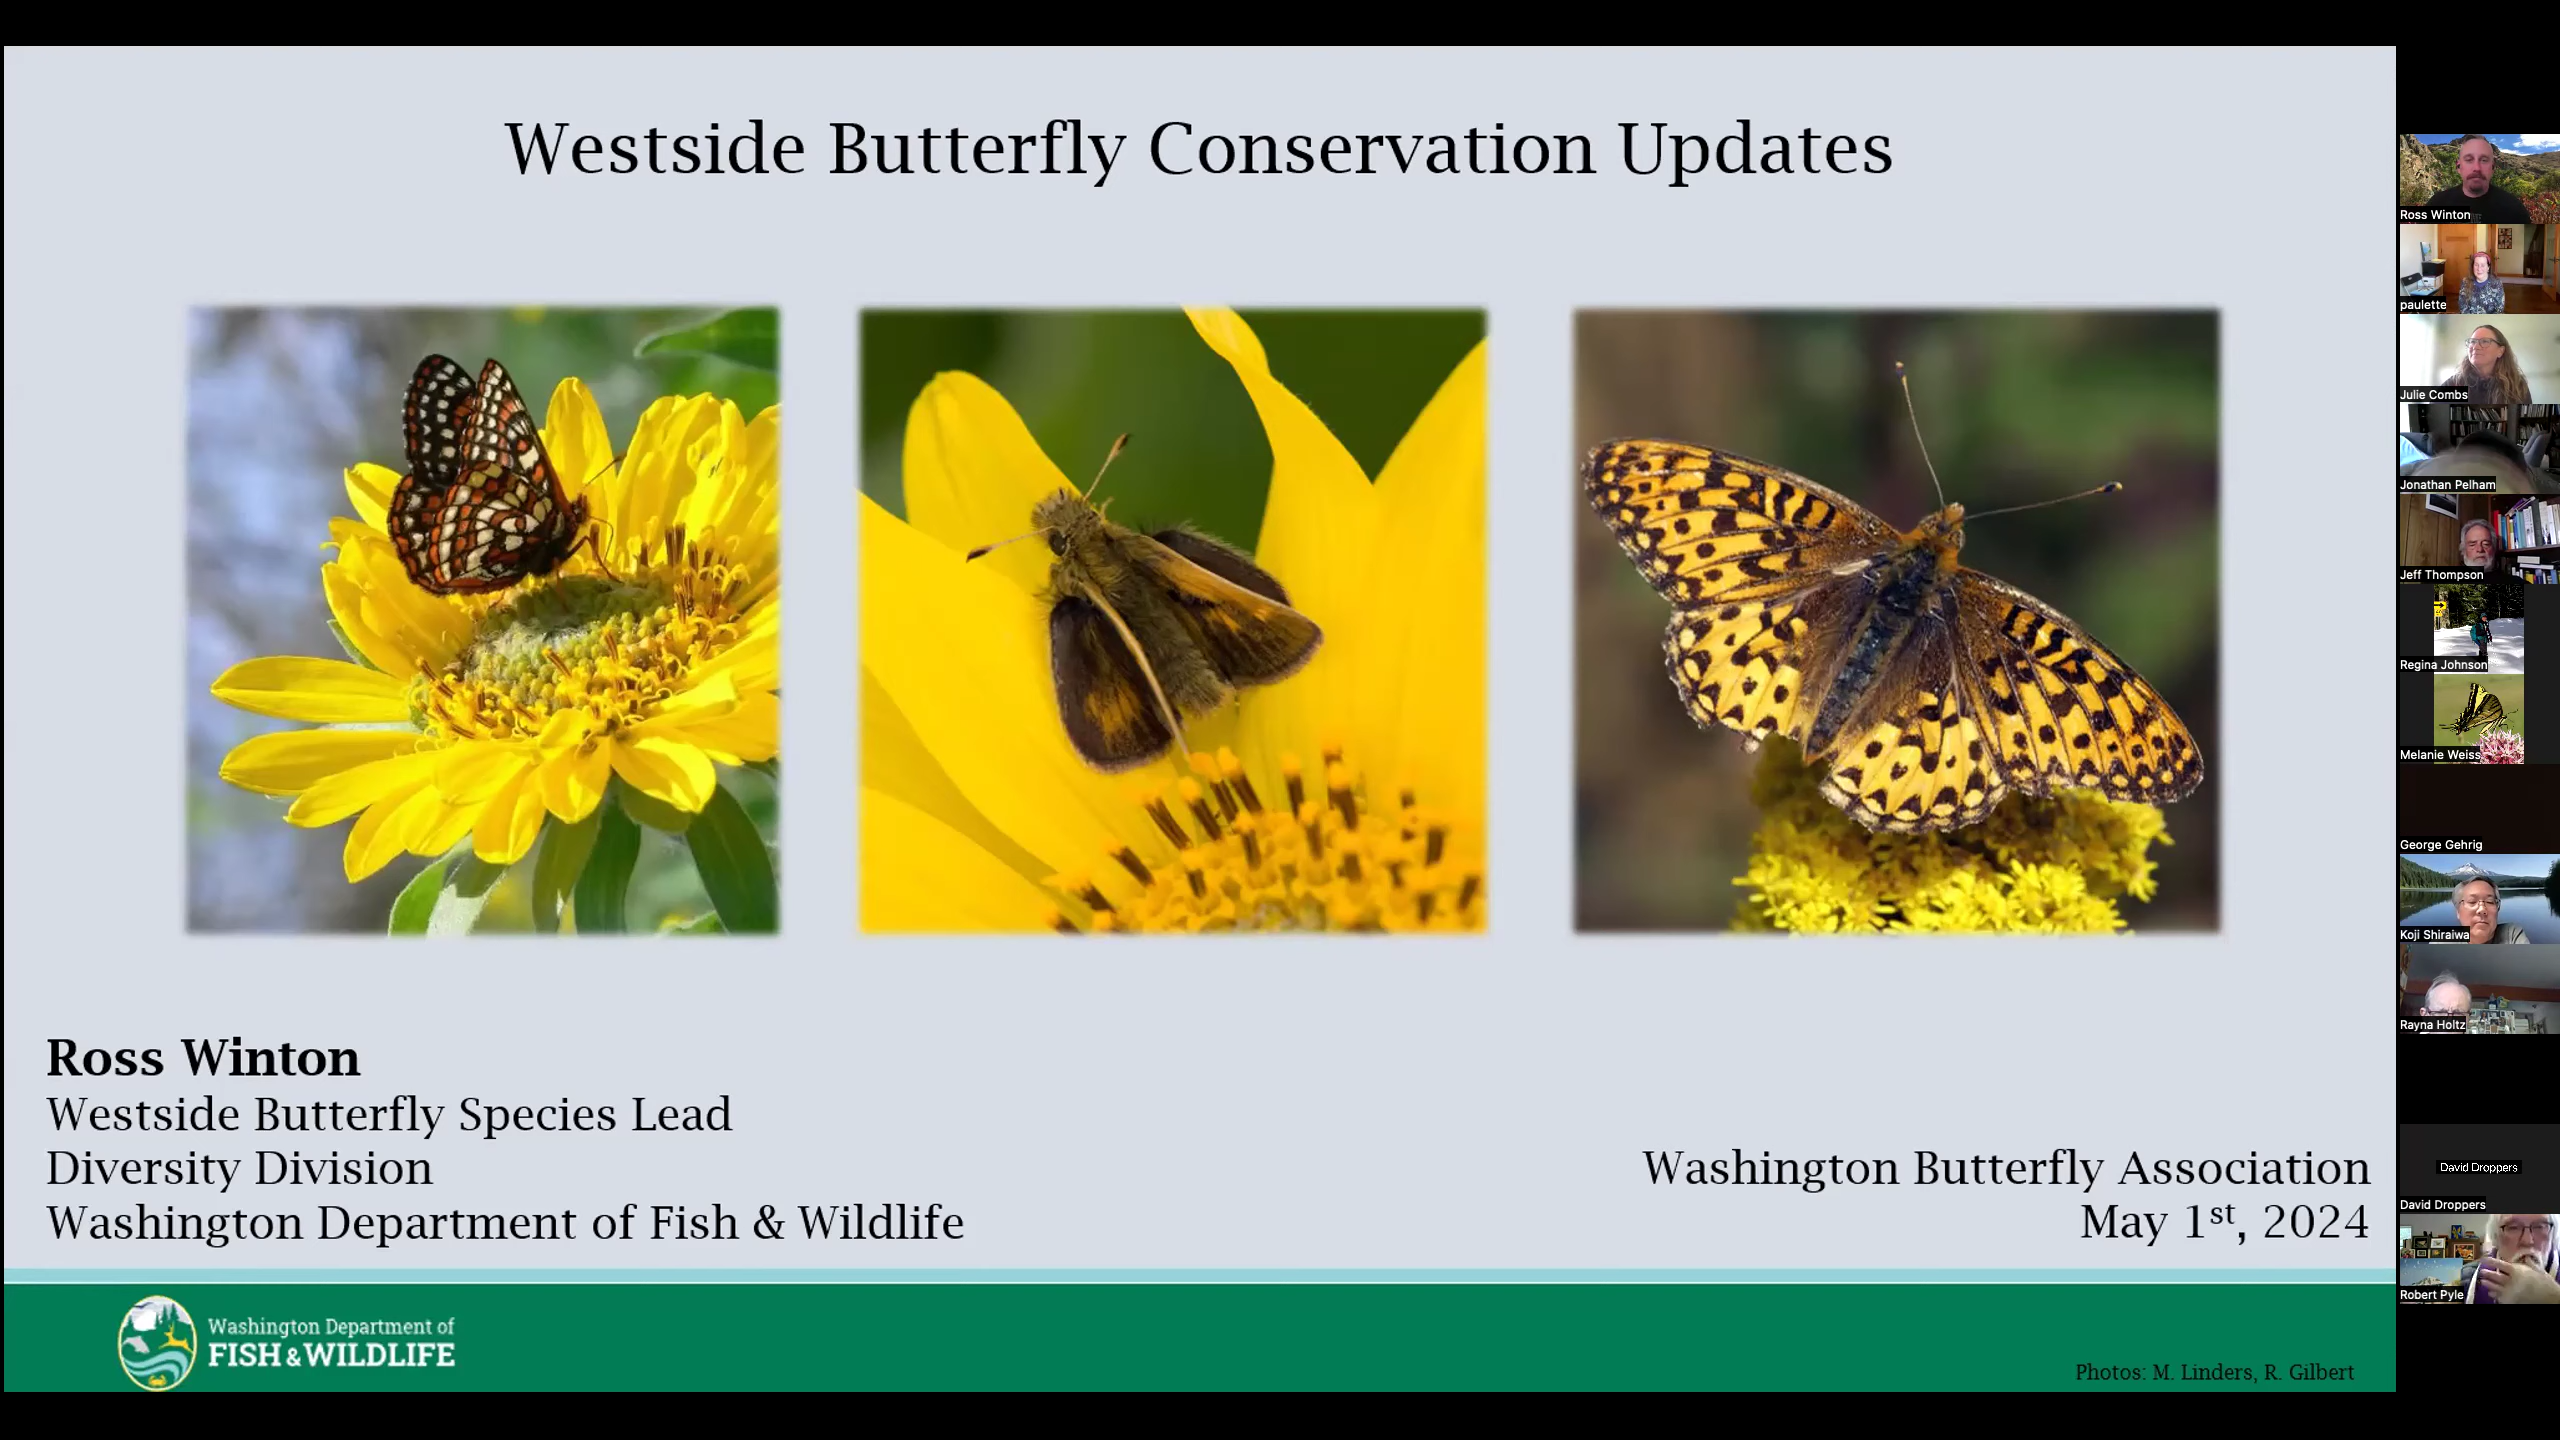 Westside Butterfly Conservation Updates
Ross Winton
Westside Butterfly Species Lead
Diversity Division
Washington Department of Fish & Wildlife
Washington Butterfly Association
May 1st, 2024
Washington Department of
FISH & WILDLIFE
Photos: M. Linders, R. Gilbert
Ross Winton
paulette
Julie Combs
Jonathan Pelham
Jeff Thompson
Regina Johnson
Melanie Weiss
George Gehrig
Koji Shiraiwa
Rayna Holtz
David Droppers
David Droppers
Robert Pyle